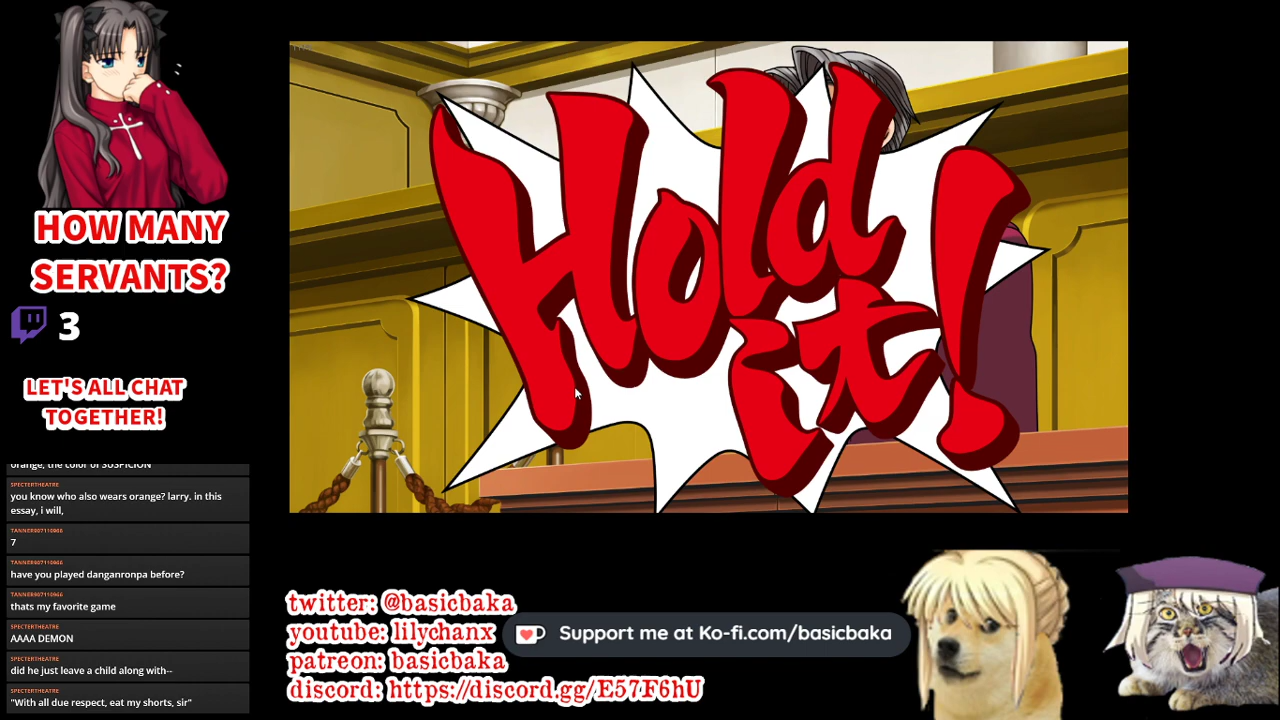 HOW MANY
SERVANTS?
3
LET'S ALL CHAT
TOGETHER!
orange, the color of SUSPICION
SPECTERTHEATRE
you know who also wears orange? larry. in this
essay, i will,
7
have you played danganronpa before?
thats my favorite game
SPECTERTHEATRE
AAAA DEMON
SPECTERTHEATRE
did he just leave a child along with--
SPECTERTHEATRE
"With all due respect, eat my shorts, sir"
Hold
it!
twitter: @basicbaka
youtube: lilychanx
patreon: basicbaka
discord: https://discord.gg/E57F6hU
Support me at Ko-fi.com/basicbaka